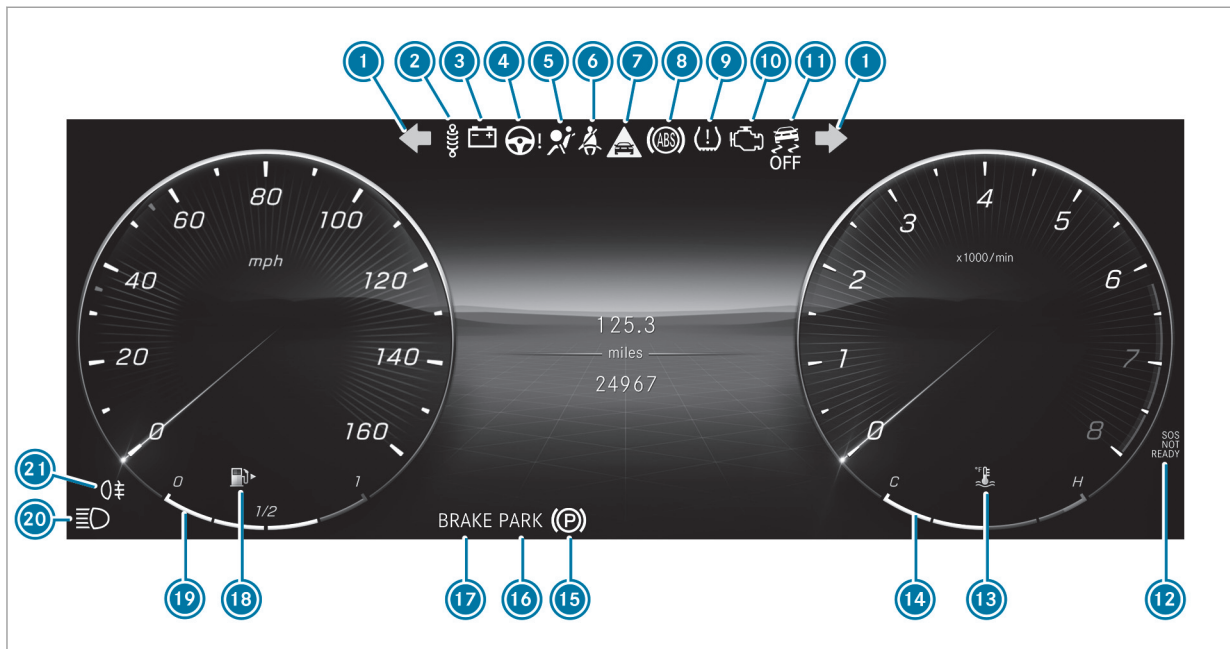 1 2 3 4 5 6 7 8 9 10 11 1
! ABS ! OFF
80
60 100
mph
40 120
20 140
0 160
125.3
miles
24967
4
3 5
x1000/min
2 6
1 7
0 8
SOS
NOT
READY
0 1/2 1
°F
C H
BRAKE PARK (P)
21
20
19 18 17 16 15 14 13 12